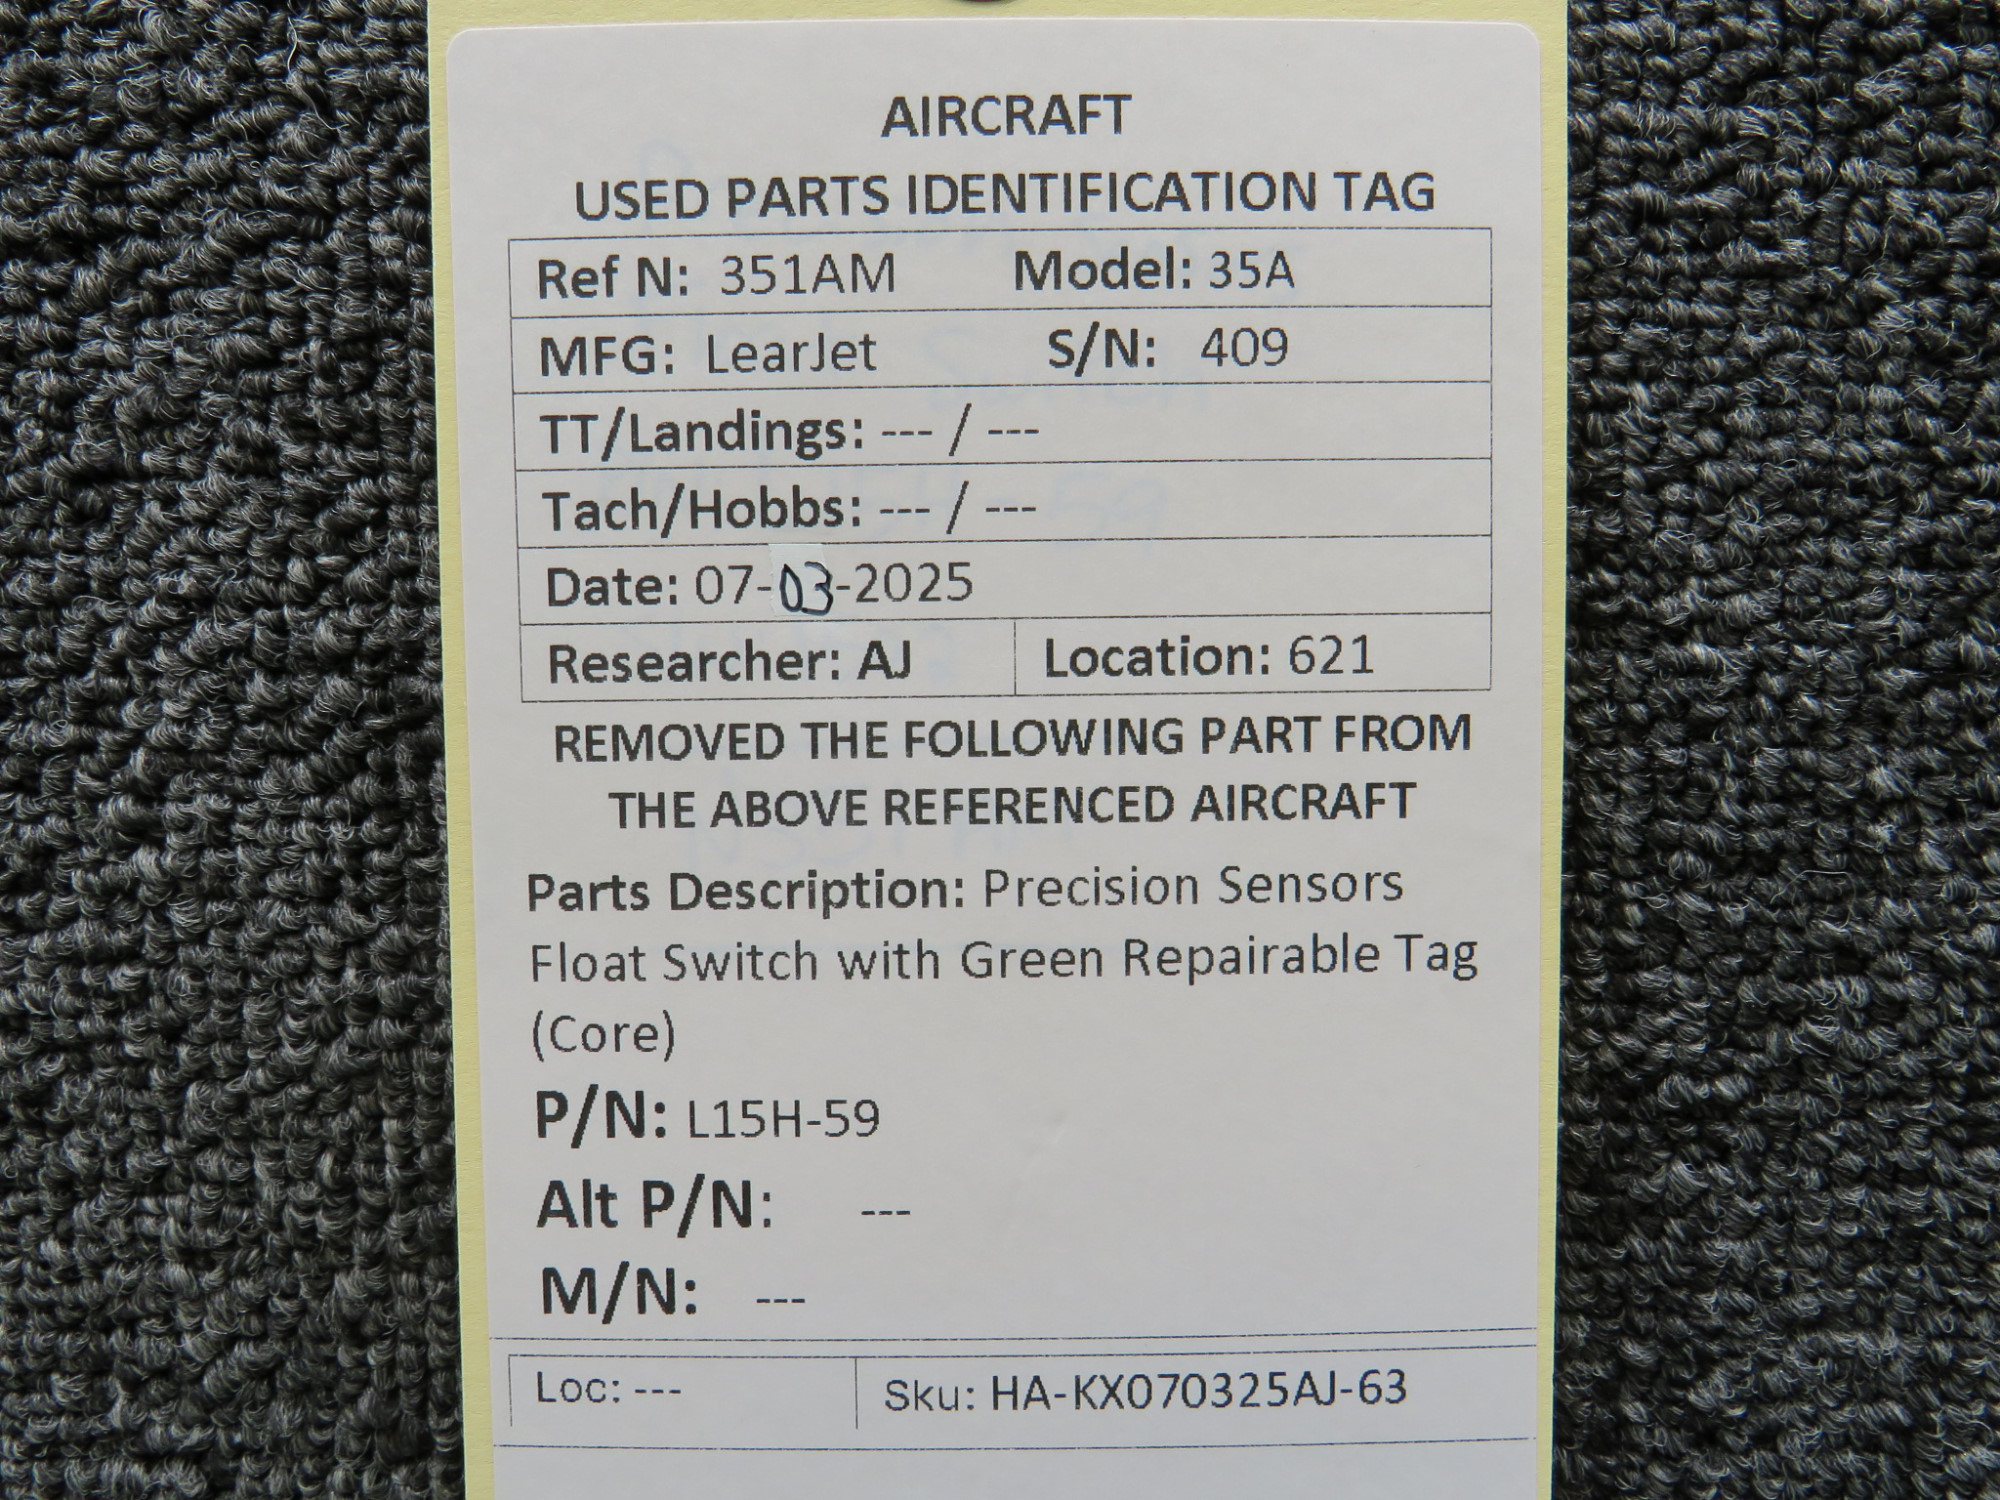 AIRCRAFT
USED PARTS IDENTIFICATION TAG
Ref N: 351AM Model: 35A
MFG: LearJet S/N: 409
TT/Landings: --- / ---
Tach/Hobbs: --- / ---
Date: 07-03-2025
Researcher: AJ Location: 621
REMOVED THE FOLLOWING PART FROM
THE ABOVE REFERENCED AIRCRAFT
Parts Description: Precision Sensors
Float Switch with Green Repairable Tag
(Core)
P/N: L15H-59
Alt P/N: ---
M/N: ---
Loc: --- Sku: HA-KX070325AJ-63